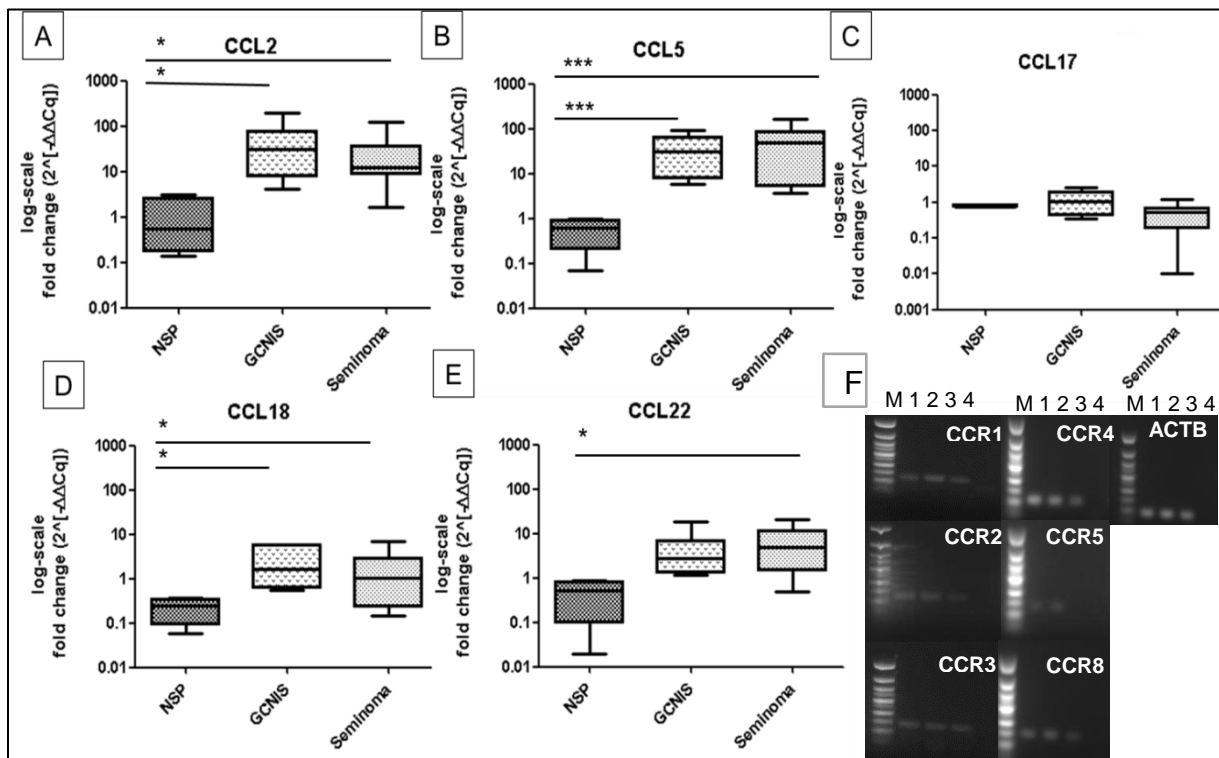 A
CCL2
*
*
log-scale
fold change (2^[-ΔΔCq])
1000
100
10
1
0.1
0.01
NSP
GCNIS
Seminoma
B
CCL5
***
***
log-scale
fold change (2^[-ΔΔCq])
1000
100
10
1
0.1
0.01
NSP
GCNIS
Seminoma
C
CCL17
log-scale
fold change (2^[-ΔΔCq])
1000
100
10
1
0.1
0.01
0.001
NSP
GCNIS
Seminoma
D
CCL18
*
*
log-scale
fold change (2^[-ΔΔCq])
1000
100
10
1
0.1
0.01
NSP
GCNIS
Seminoma
E
CCL22
*
log-scale
fold change (2^[-ΔΔCq])
1000
100
10
1
0.1
0.01
NSP
GCNIS
Seminoma
F
M 1 2 3 4
M 1 2 3 4
M 1 2 3 4
CCR1
CCR4
ACTB
CCR2
CCR5
CCR3
CCR8